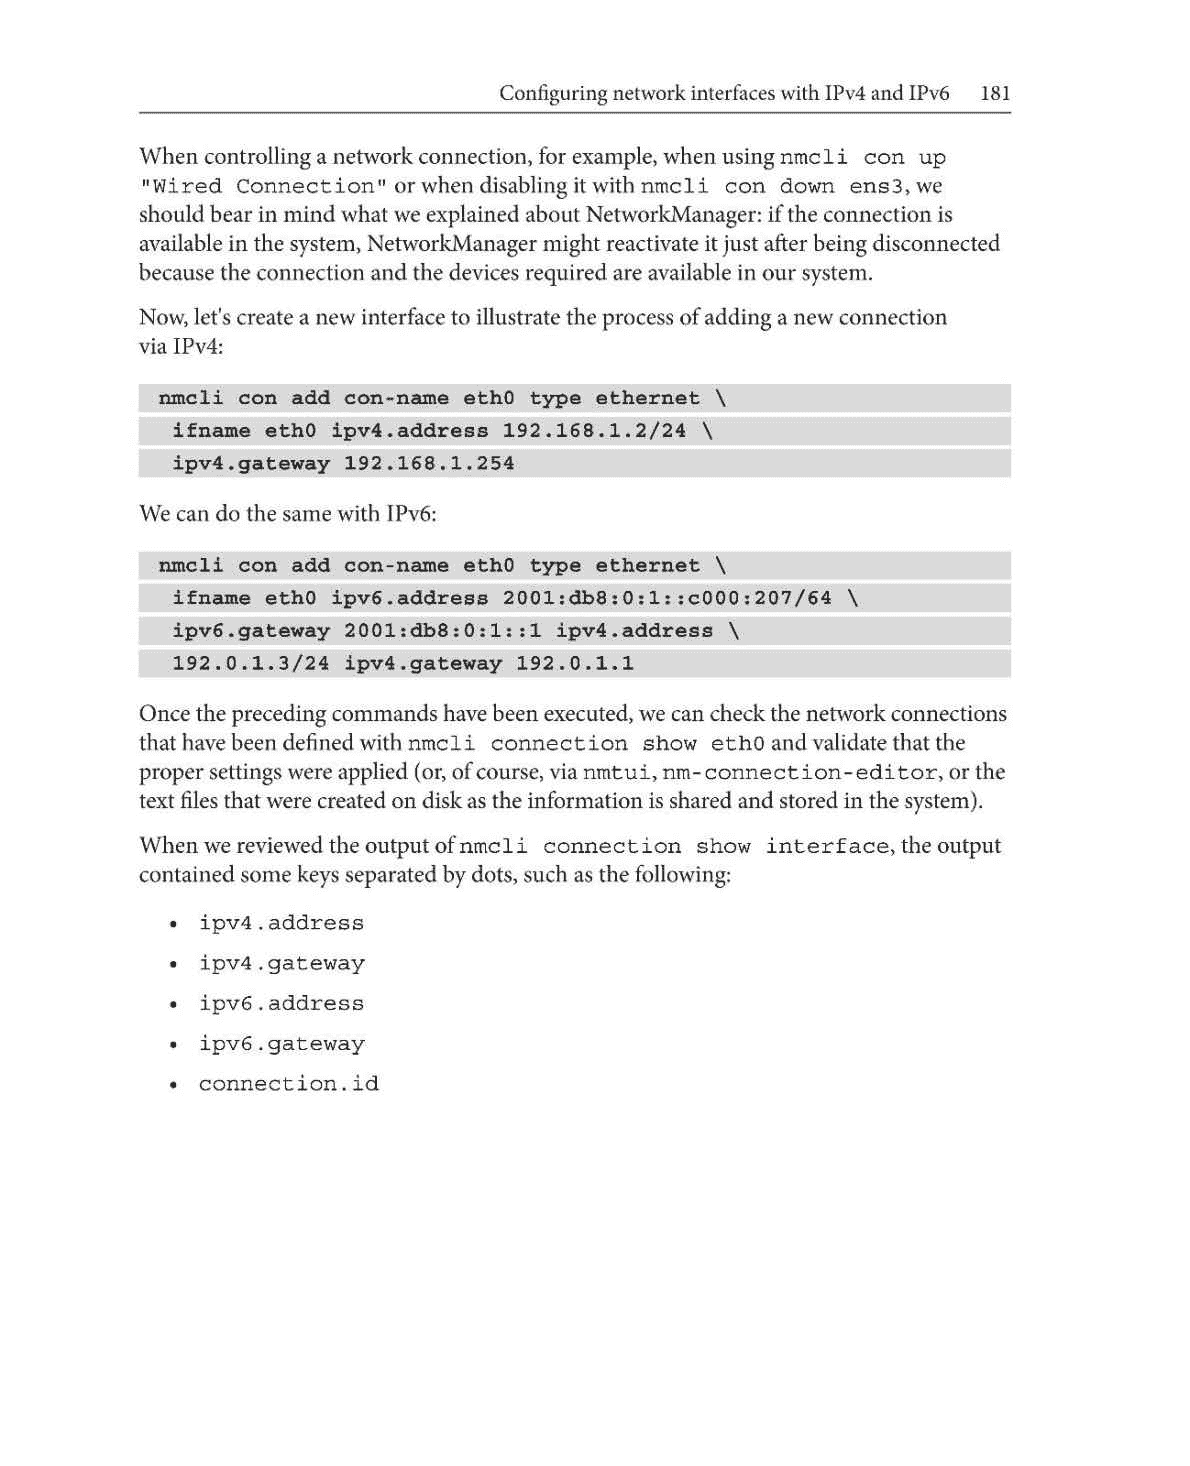 Configuring network interfaces with IPv4 and IPv6 181
When controlling a network connection, for example, when using nmcli con up
"Wired Connection" or when disabling it with nmcli con down ens3, we
should bear in mind what we explained about NetworkManager: if the connection is
available in the system, NetworkManager might reactivate it just after being disconnected
because the connection and the devices required are available in our system.
Now, let's create a new interface to illustrate the process of adding a new connection
via IPv4:
nmcli con add con-name eth0 type ethernet \
ifname eth0 ipv4.address 192.168.1.2/24 \
ipv4.gateway 192.168.1.254
We can do the same with IPv6:
nmcli con add con-name eth0 type ethernet \
ifname eth0 ipv6.address 2001:db8:0:1::c000:207/64 \
ipv6.gateway 2001:db8:0:1::1 ipv4.address \
192.0.1.3/24 ipv4.gateway 192.0.1.1
Once the preceding commands have been executed, we can check the network connections
that have been defined with nmcli connection show eth0 and validate that the
proper settings were applied (or, of course, via nmtui, nm-connection-editor, or the
text files that were created on disk as the information is shared and stored in the system).
When we reviewed the output of nmcli connection show interface, the output
contained some keys separated by dots, such as the following:
• ipv4.address
• ipv4.gateway
• ipv6.address
• ipv6.gateway
• connection.id